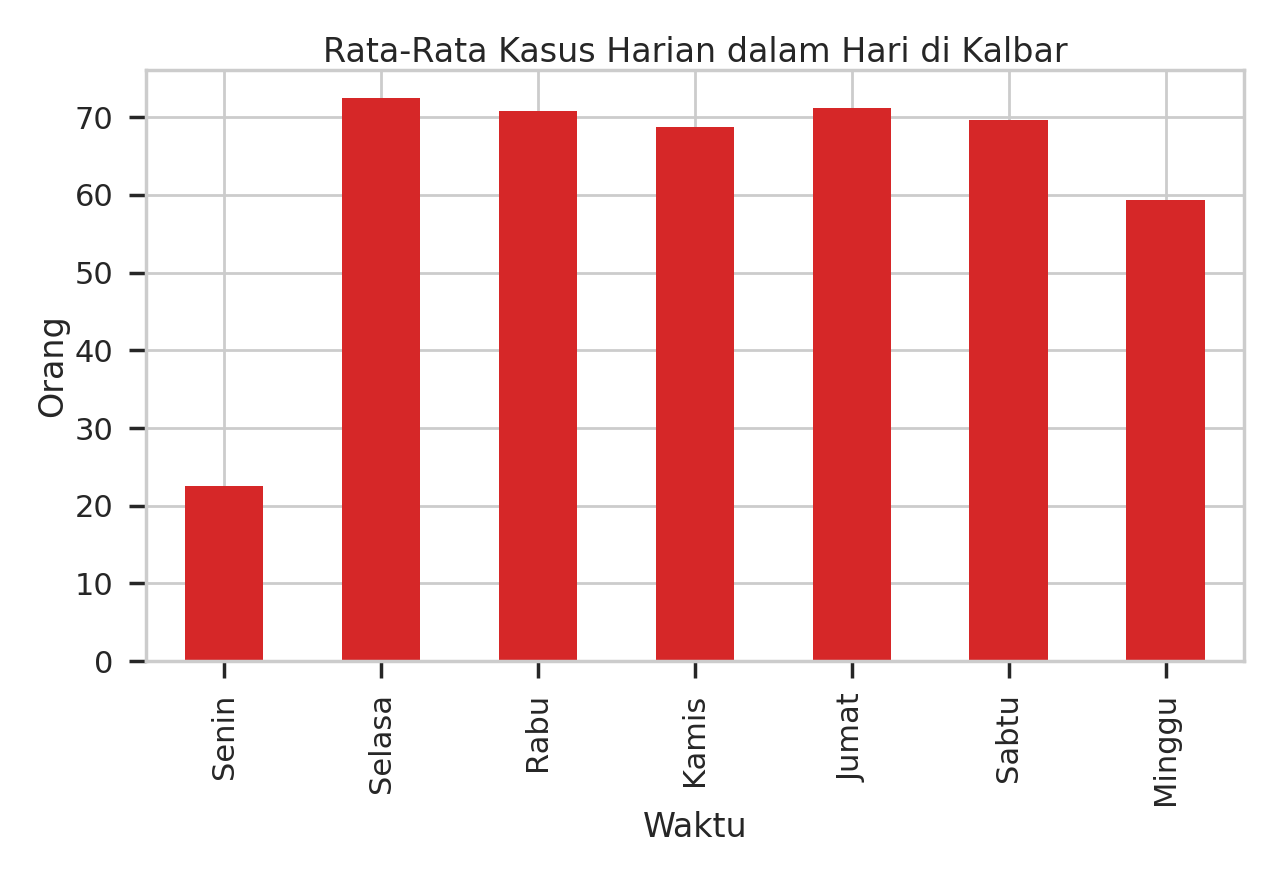 Rata-Rata Kasus Harian dalam Hari di Kalbar
Orang
70
60
50
40
30
20
10
0
Senin
Selasa
Rabu
Kamis
Jumat
Sabtu
Minggu
Waktu